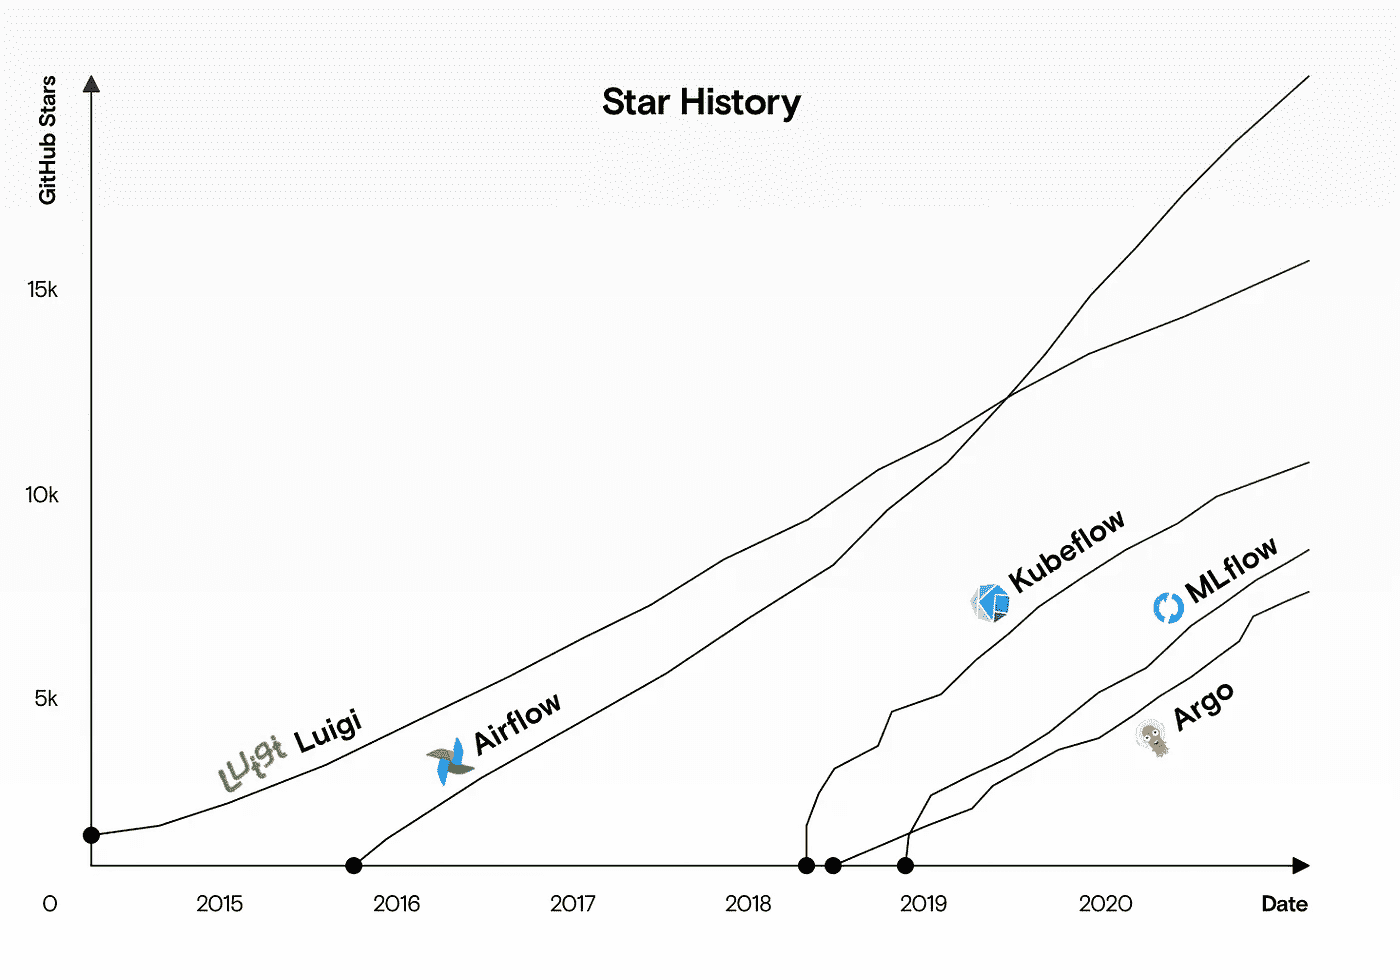 Star History
GitHub Stars
15k
10k
5k
0
Luigi Luigi
Airflow
Kubeflow
MLflow
Argo
2015 2016 2017 2018 2019 2020 Date